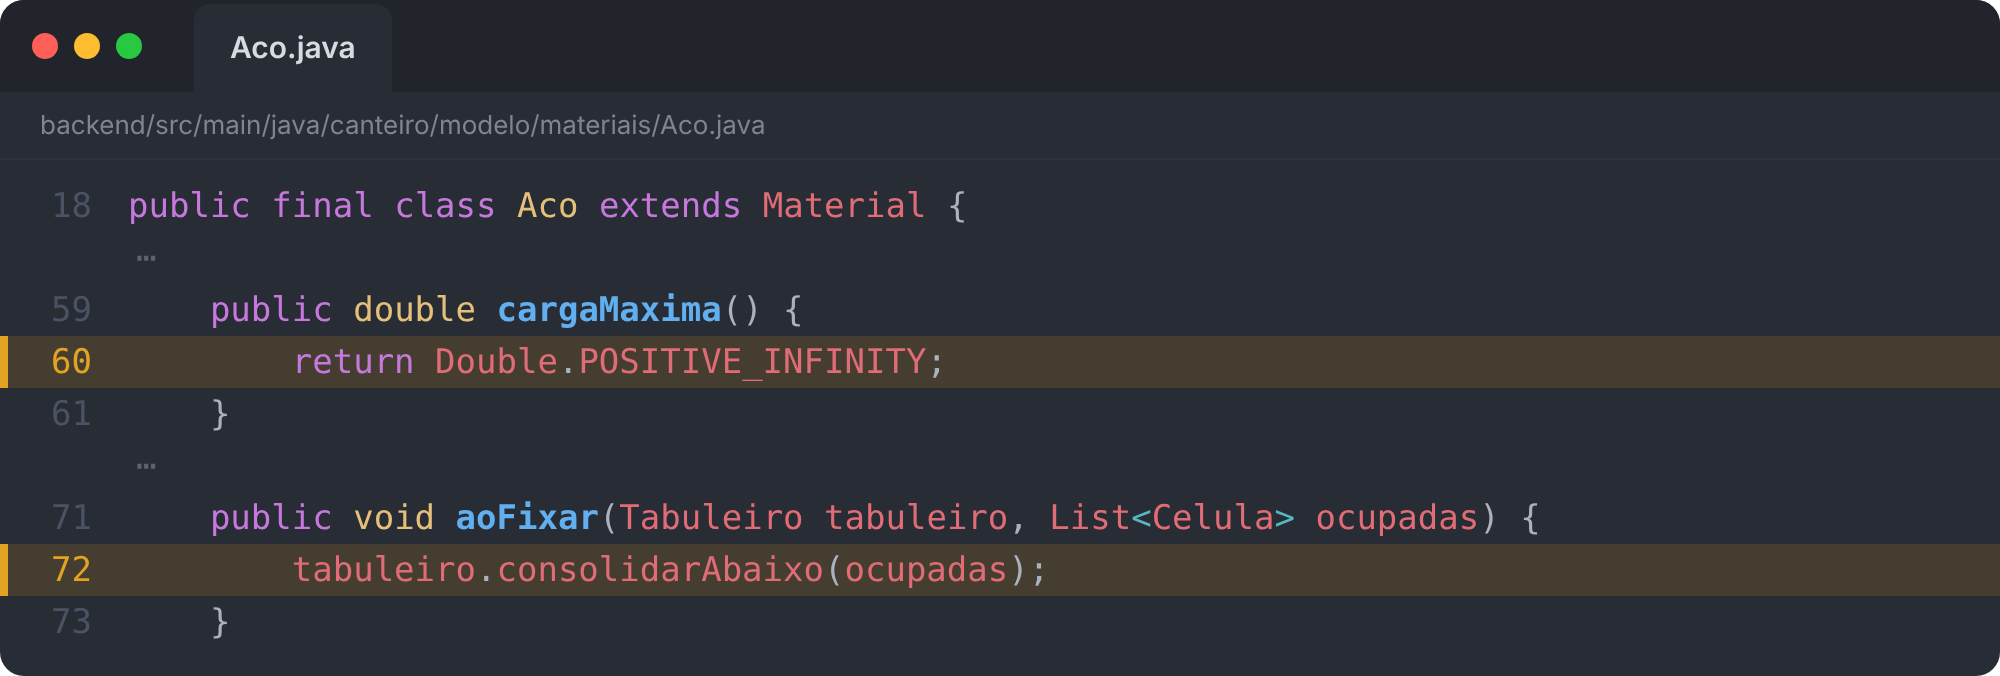 Aco.java
backend/src/main/java/canteiro/modelo/materiais/Aco.java
18 public final class Aco extends Material {
…
59     public double cargaMaxima() {
60         return Double.POSITIVE_INFINITY;
61     }
…
71     public void aoFixar(Tabuleiro tabuleiro, List<Celula> ocupadas) {
72         tabuleiro.consolidarAbaixo(ocupadas);
73     }